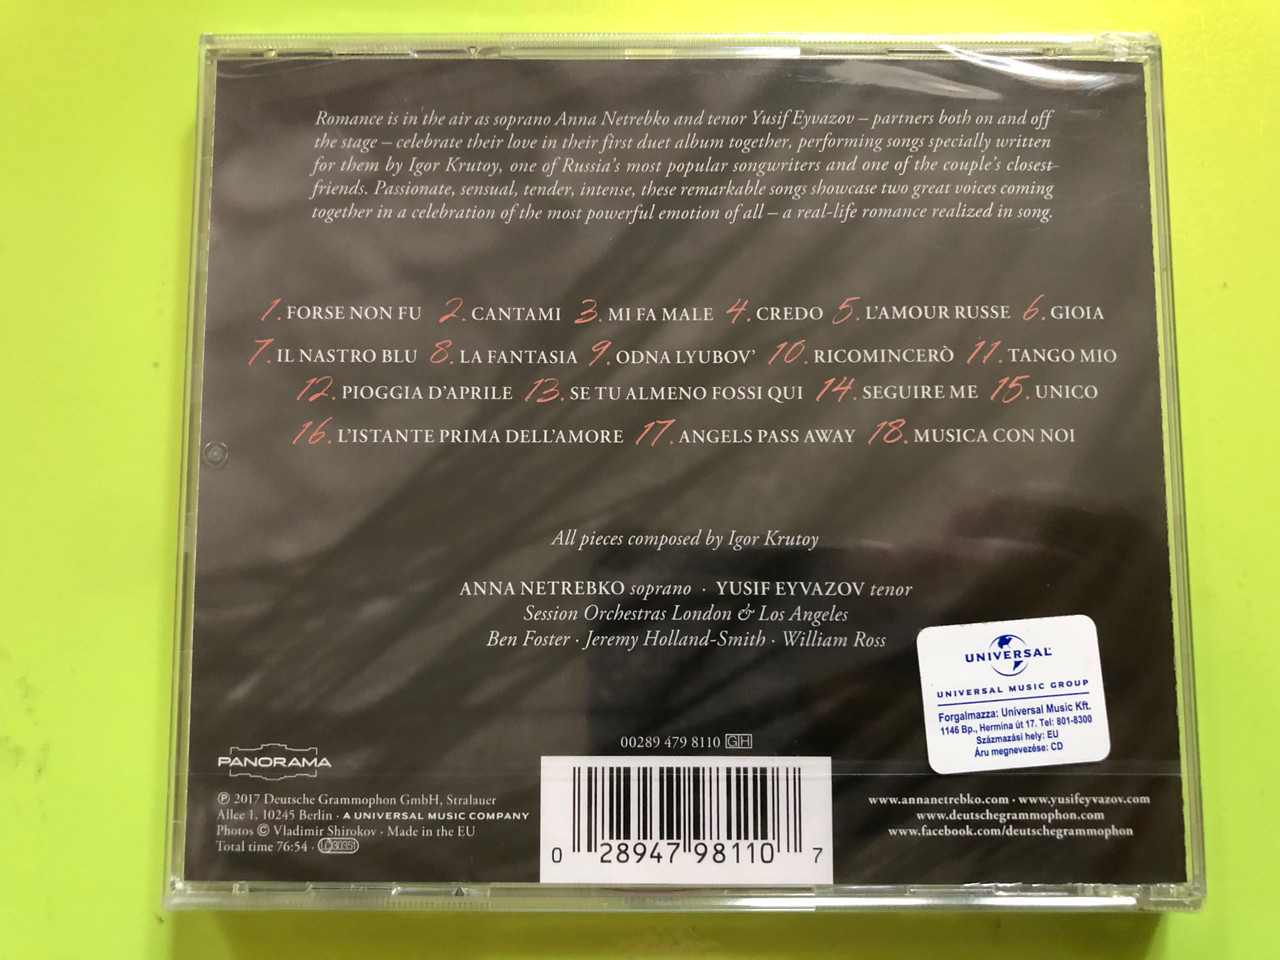 Romance is in the air as soprano Anna Netrebko and tenor Yusif Eyvazov – partners both on and off
the stage – celebrate their love in their first duet album together, performing songs specially written
for them by Igor Krutoy, one of Russia's most popular songwriters and one of the couple's closest
friends. Passionate, sensual, tender, intense, these remarkable songs showcase two great voices coming
together in a celebration of the most powerful emotion of all – a real-life romance realized in song.
1. FORSE NON FU 2. CANTAMI 3. MI FA MALE 4. CREDO 5. L'AMOUR RUSSE 6. GIOIA
7. IL NASTRO BLU 8. LA FANTASIA 9. ODNA LYUBOV' 10. RICOMINCERÒ 11. TANGO MIO
12. PIOGGIA D'APRILE 13. SE TU ALMENO FOSSI QUI 14. SEGUIRE ME 15. UNICO
16. L'ISTANTE PRIMA DELL'AMORE 17. ANGELS PASS AWAY 18. MUSICA CON NOI
All pieces composed by Igor Krutoy
ANNA NETREBKO soprano · YUSIF EYVAZOV tenor
Session Orchestras London & Los Angeles
Ben Foster · Jeremy Holland-Smith · William Ross
UNIVERSAL
UNIVERSAL MUSIC GROUP
Forgalmazza: Universal Music Kft.
1146 Bp., Hermina út 17. Tel: 801-8300
Származási hely: EU
Áru megnevezése: CD
00289 479 8110 GH
PANORAMA
℗ 2017 Deutsche Grammophon GmbH, Stralauer
Allee 1, 10245 Berlin · A UNIVERSAL MUSIC COMPANY
Photos © Vladimir Shirokov · Made in the EU
Total time 76:54 · LC 00351
0 28947 98110 7
www.annanetrebko.com · www.yusifeyvazov.com
www.deutschegrammophon.com
www.facebook.com/deutschegrammophon